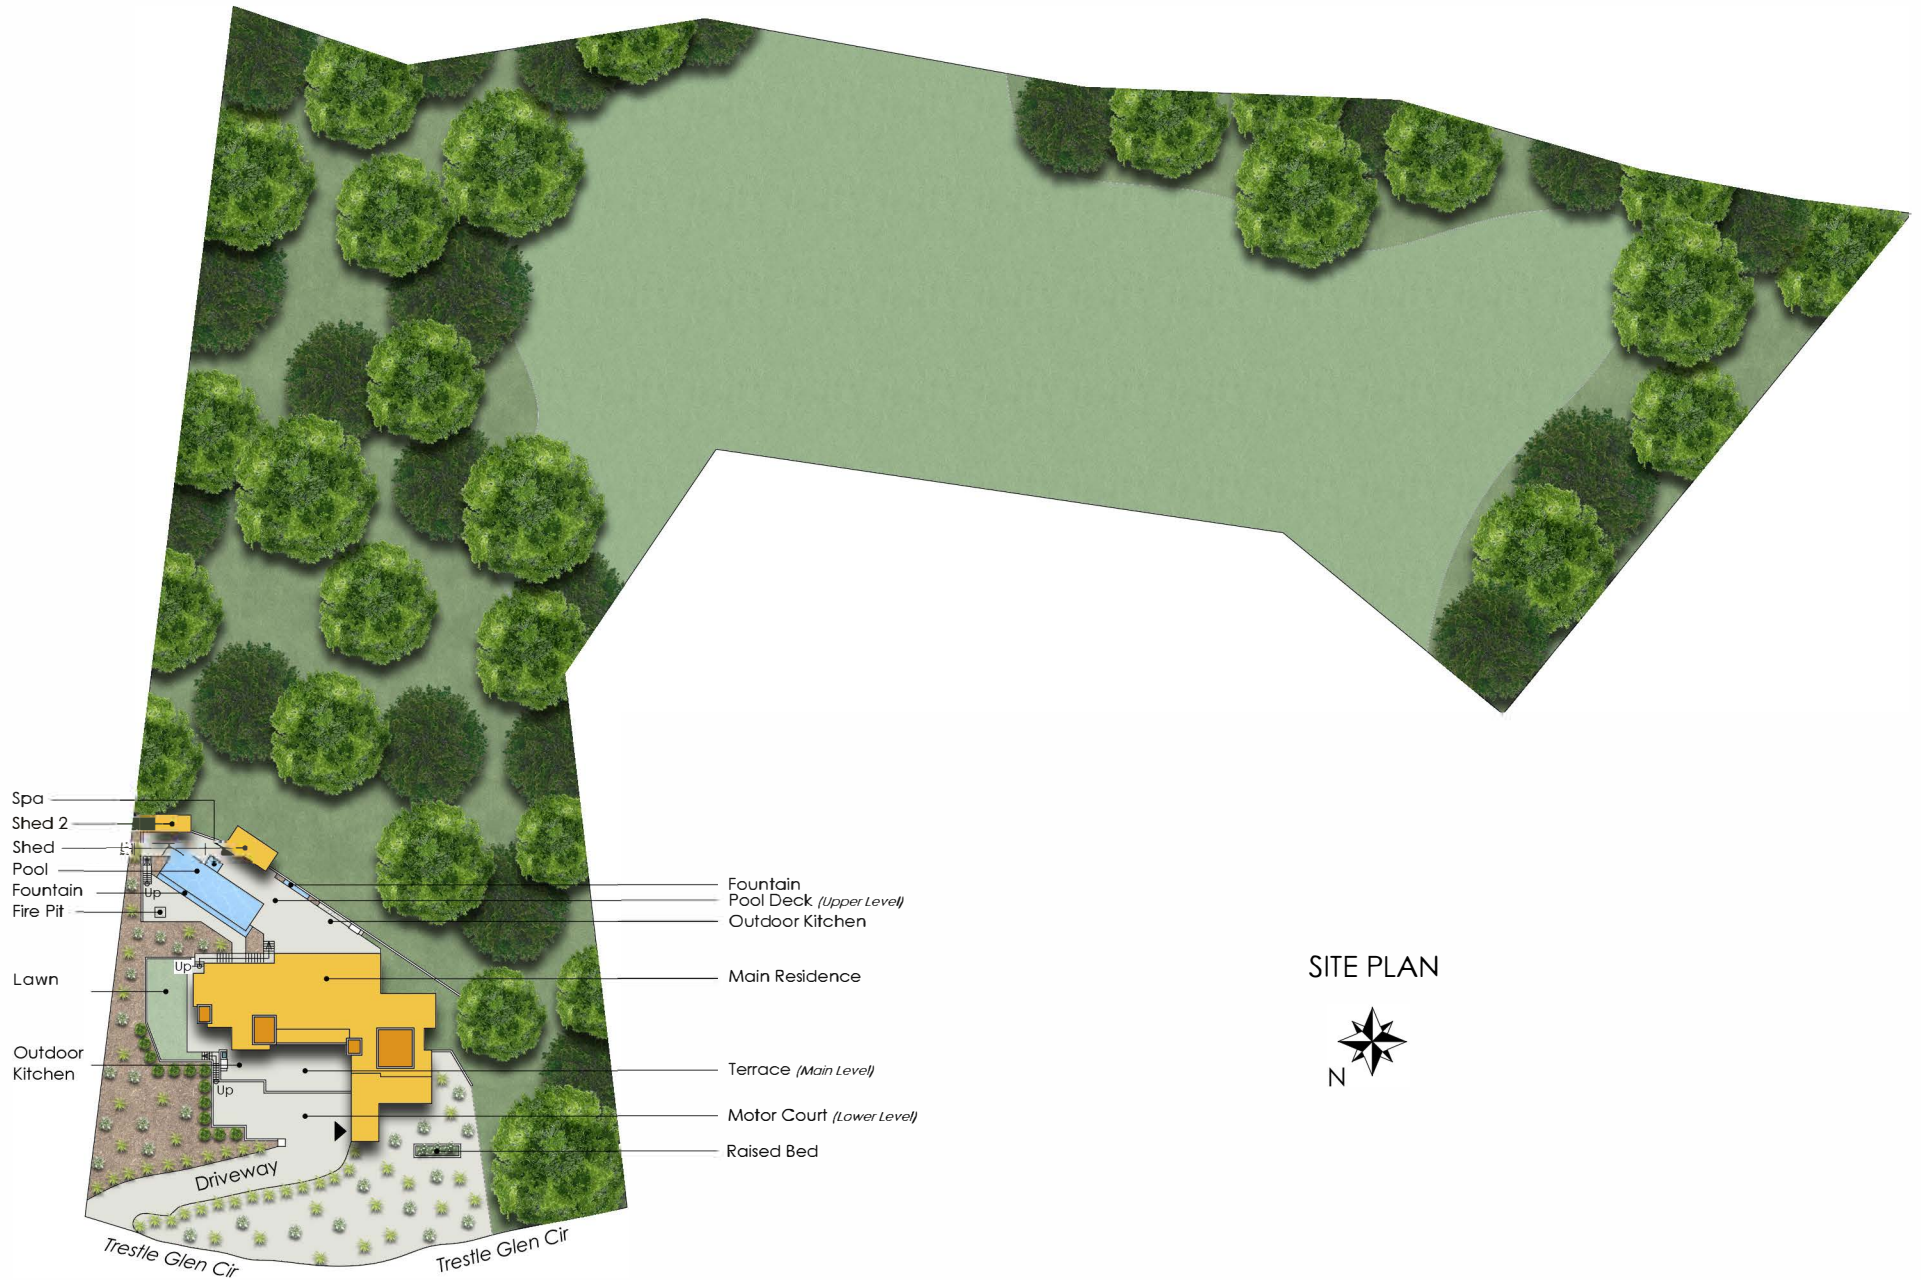 Spa
Shed 2
Shed
Pool
Fountain
Fire Pit
Up
Fountain
Pool Deck (Upper Level)
Outdoor Kitchen
Up
Lawn
Main Residence
SITE PLAN
N
Outdoor
Kitchen
Up
Terrace (Main Level)
Motor Court (Lower Level)
Raised Bed
Driveway
Trestle Glen Cir
Trestle Glen Cir